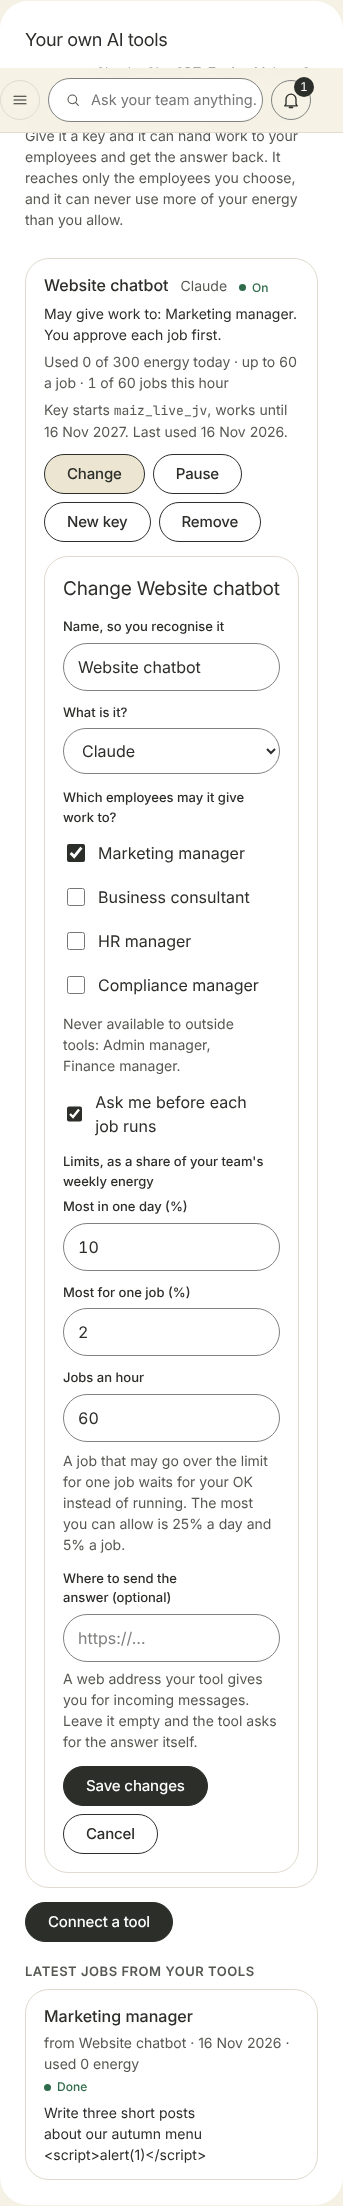 Your own AI tools
Ask your team anything.
1
Give it a key and it can hand work to your
employees and get the answer back. It
reaches only the employees you choose,
and it can never use more of your energy
than you allow.
Website chatbot Claude On
May give work to: Marketing manager.
You approve each job first.
Used 0 of 300 energy today · up to 60
a job · 1 of 60 jobs this hour
Key starts maiz_live_jv, works until
16 Nov 2027. Last used 16 Nov 2026.
Change Pause
New key Remove
Change Website chatbot
Name, so you recognise it
Website chatbot
What is it?
Claude
Which employees may it give
work to?
Marketing manager
Business consultant
HR manager
Compliance manager
Never available to outside
tools: Admin manager,
Finance manager.
Ask me before each
job runs
Limits, as a share of your team's
weekly energy
Most in one day (%)
10
Most for one job (%)
2
Jobs an hour
60
A job that may go over the limit
for one job waits for your OK
instead of running. The most
you can allow is 25% a day and
5% a job.
Where to send the
answer (optional)
https://...
A web address your tool gives
you for incoming messages.
Leave it empty and the tool asks
for the answer itself.
Save changes
Cancel
Connect a tool
LATEST JOBS FROM YOUR TOOLS
Marketing manager
from Website chatbot · 16 Nov 2026 ·
used 0 energy
Done
Write three short posts
about our autumn menu
<script>alert(1)</script>